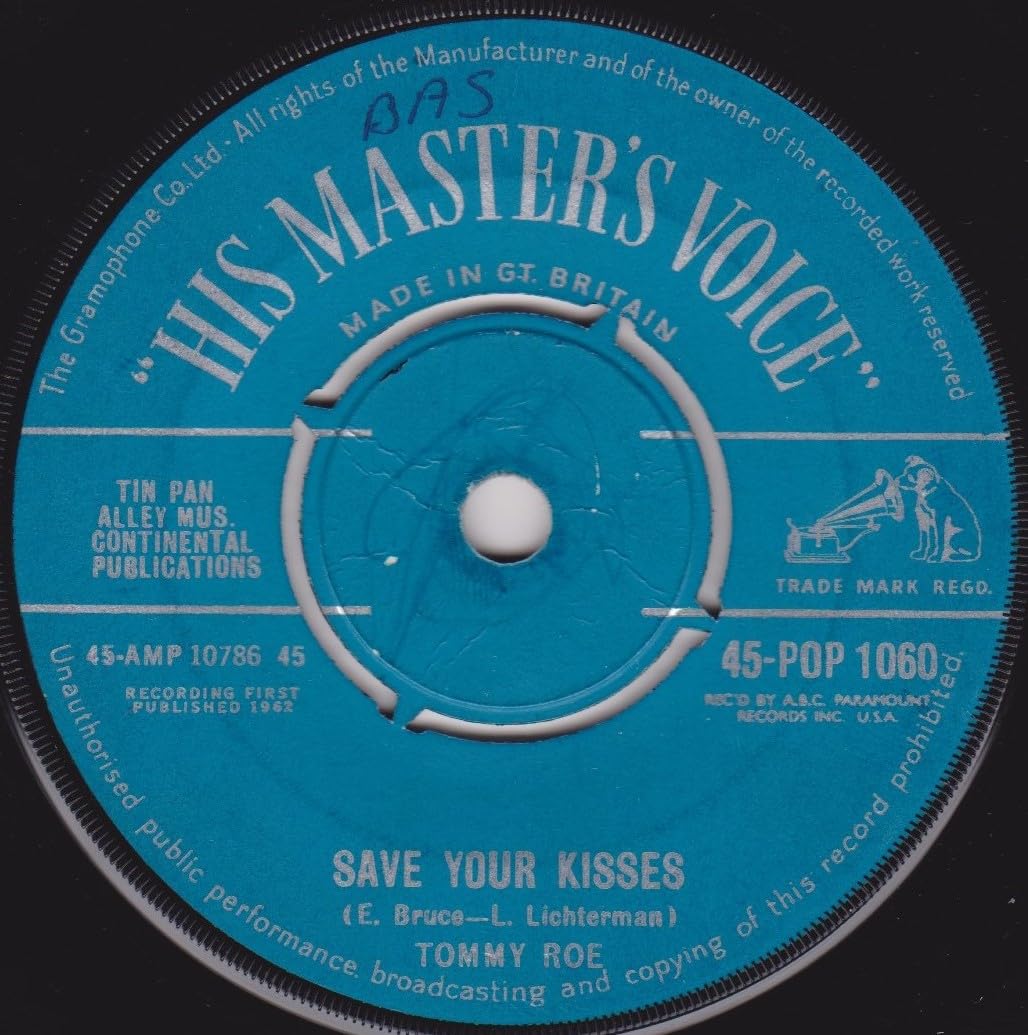 The Gramophone Co. Ltd. · All rights of the Manufacturer and of the owner of the recorded work reserved
BAS
"HIS MASTER'S VOICE"
MADE IN GT. BRITAIN
TIN PAN
ALLEY MUS.
CONTINENTAL
PUBLICATIONS
TRADE MARK REGD.
45-AMP 10786 45
RECORDING FIRST
PUBLISHED 1962
45-POP 1060
REC'D BY A.B.C. PARAMOUNT
RECORDS INC. U.S.A.
SAVE YOUR KISSES
(E. Bruce—L. Lichterman)
TOMMY ROE
Unauthorised public performance. broadcasting and copying of this record prohibited.